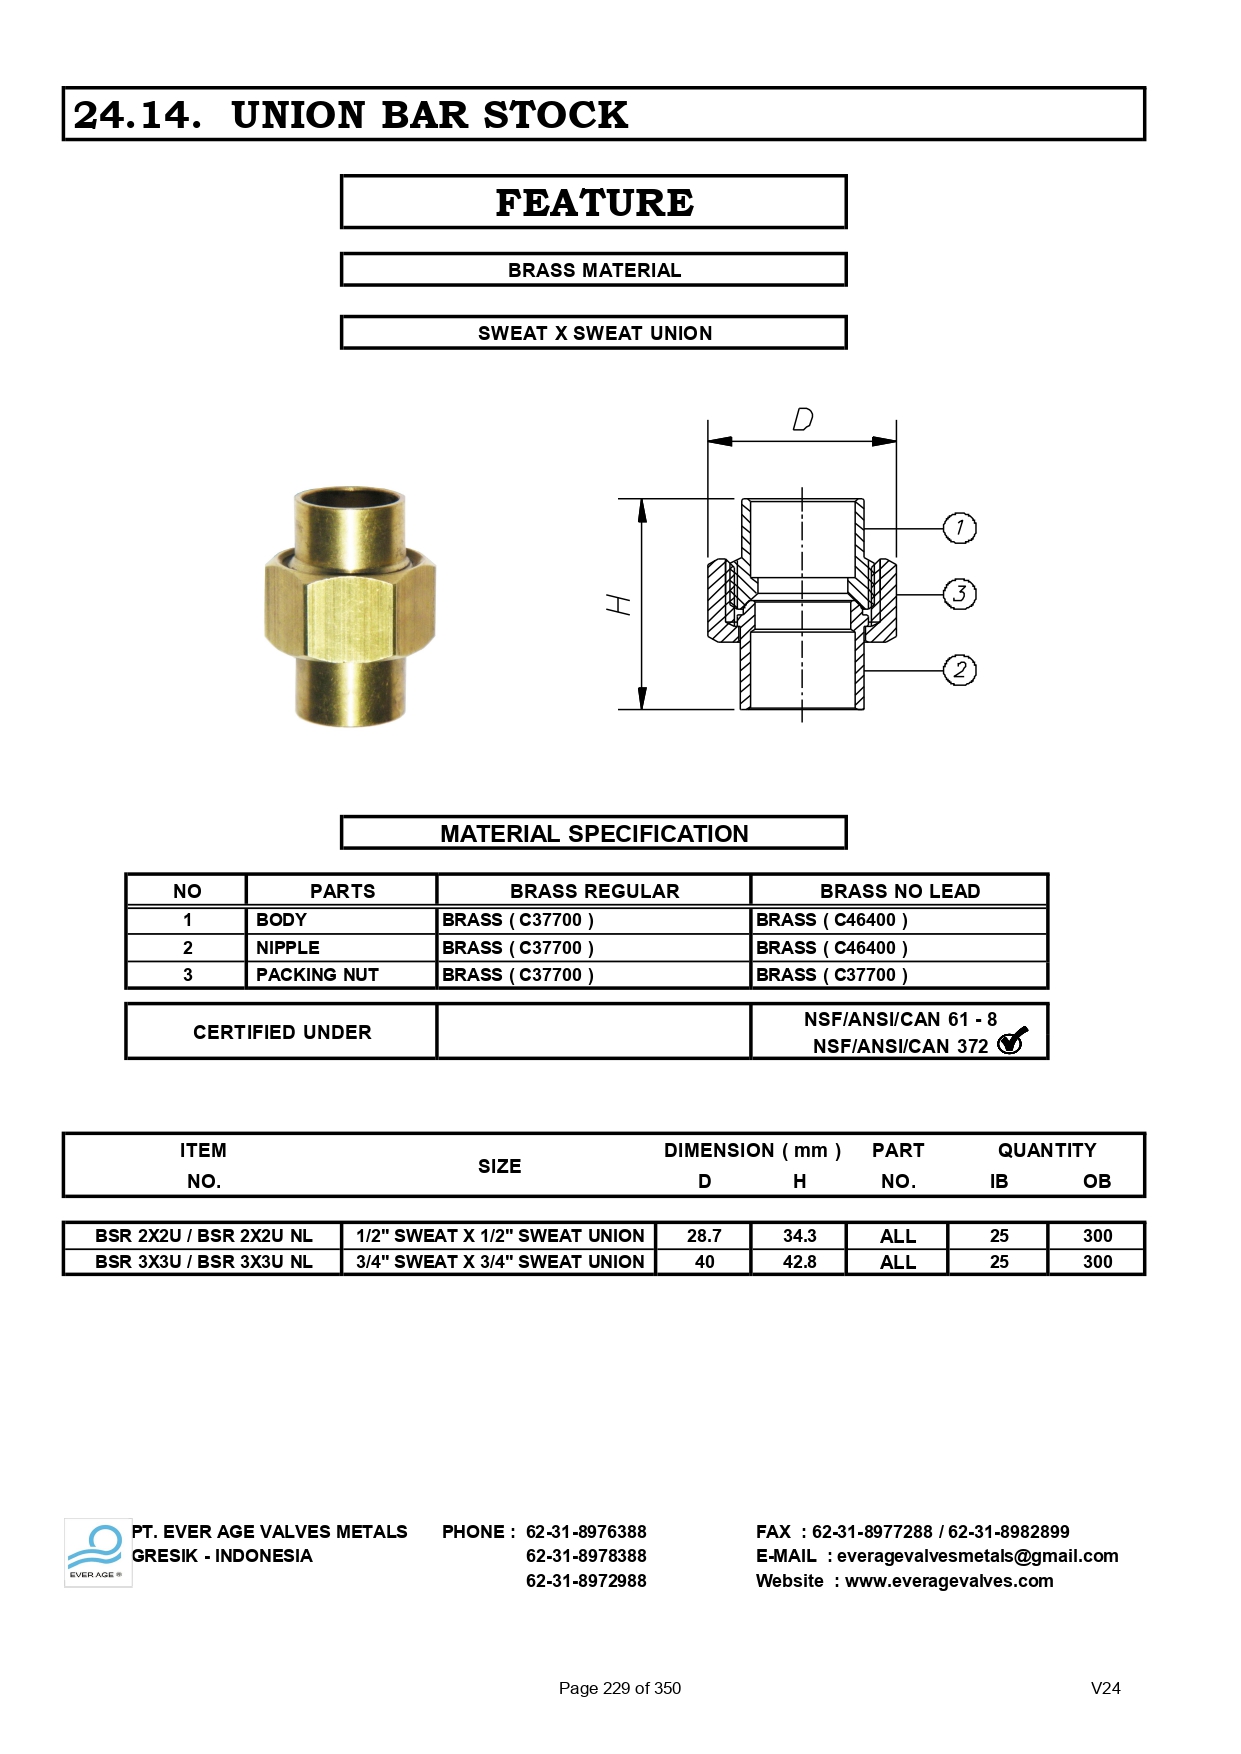 24.14. UNION BAR STOCK
FEATURE
BRASS MATERIAL
SWEAT X SWEAT UNION
D
H
1
3
2
MATERIAL SPECIFICATION
NO PARTS BRASS REGULAR BRASS NO LEAD
1 BODY BRASS ( C37700 ) BRASS ( C46400 )
2 NIPPLE BRASS ( C37700 ) BRASS ( C46400 )
3 PACKING NUT BRASS ( C37700 ) BRASS ( C37700 )
CERTIFIED UNDER
NSF/ANSI/CAN 61 - 8
NSF/ANSI/CAN 372
ITEM NO. SIZE DIMENSION ( mm ) PART QUANTITY
D H NO. IB OB
BSR 2X2U / BSR 2X2U NL 1/2" SWEAT X 1/2" SWEAT UNION 28.7 34.3 ALL 25 300
BSR 3X3U / BSR 3X3U NL 3/4" SWEAT X 3/4" SWEAT UNION 40 42.8 ALL 25 300
EVER AGE ®
PT. EVER AGE VALVES METALS PHONE : 62-31-8976388 FAX : 62-31-8977288 / 62-31-8982899
GRESIK - INDONESIA 62-31-8978388 E-MAIL : everagevalvesmetals@gmail.com
62-31-8972988 Website : www.everagevalves.com
Page 229 of 350 V24